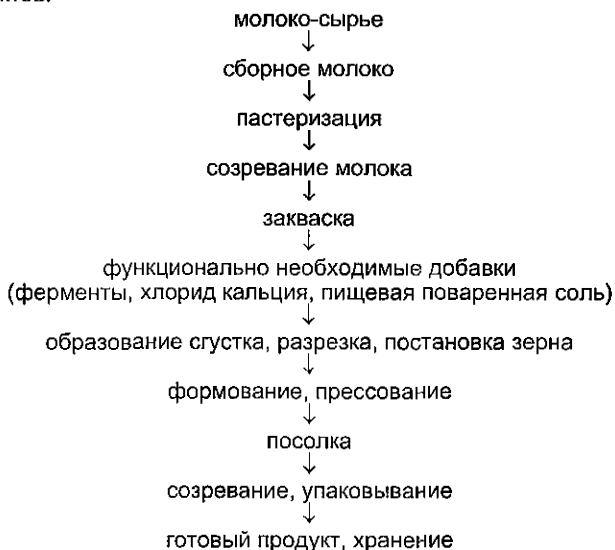 молоко-сырье
↓
сборное молоко
↓
пастеризация
↓
созревание молока
↓
закваска
↓
функционально необходимые добавки
(ферменты, хлорид кальция, пищевая поваренная соль)
↓
образование сгустка, разрезка, постановка зерна
↓
формование, прессование
↓
посолка
↓
созревание, упаковывание
↓
готовый продукт, хранение